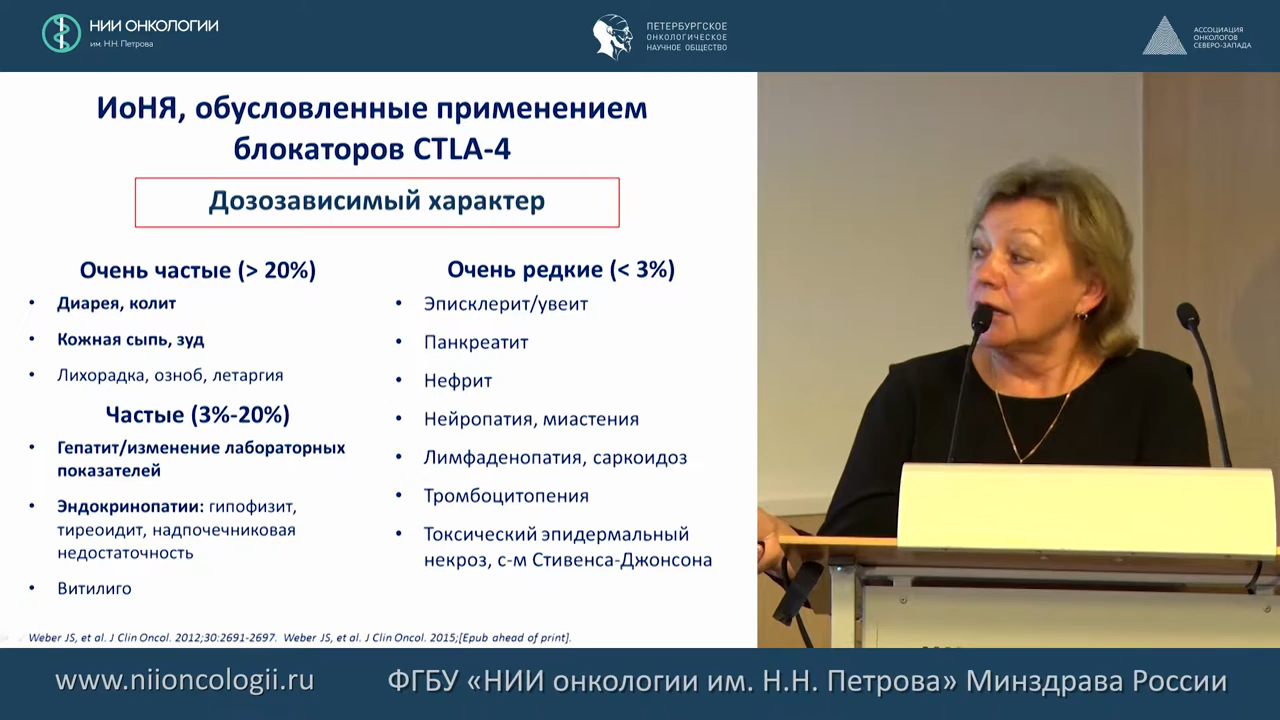 НИИ ОНКОЛОГИИ
им. Н.Н. Петрова
ПЕТЕРБУРГСКОЕ
ОНКОЛОГИЧЕСКОЕ
НАУЧНОЕ ОБЩЕСТВО
АССОЦИАЦИЯ
ОНКОЛОГОВ
СЕВЕРО-ЗАПАДА
ИоНЯ, обусловленные применением
блокаторов CTLA-4
Дозозависимый характер
Очень частые (> 20%)
• Диарея, колит
• Кожная сыпь, зуд
• Лихорадка, озноб, летаргия
Частые (3%-20%)
• Гепатит/изменение лабораторных
показателей
• Эндокринопатии: гипофизит,
тиреоидит, надпочечниковая
недостаточность
• Витилиго
Очень редкие (< 3%)
• Эписклерит/увеит
• Панкреатит
• Нефрит
• Нейропатия, миастения
• Лимфаденопатия, саркоидоз
• Тромбоцитопения
• Токсический эпидермальный
некроз, с-м Стивенса-Джонсона
Weber JS, et al. J Clin Oncol. 2012;30:2691-2697. Weber JS, et al. J Clin Oncol. 2015;[Epub ahead of print].
www.niioncologii.ru
ФГБУ «НИИ онкологии им. Н.Н. Петрова» Минздрава России